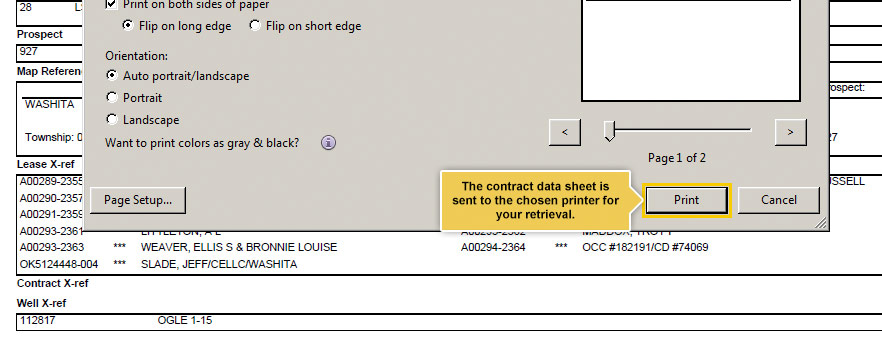 28 LS
Print on both sides of paper
Flip on long edge Flip on short edge
Prospect
927
Orientation:
Map Referen
Auto portrait/landscape
ospect:
WASHITA
Portrait
Township: 0
Landscape
27
< >
Want to print colors as gray & black?
Page 1 of 2
Lease X-ref
A00289-2355
SSELL
A00290-2357
Page Setup...
The contract data sheet is
sent to the chosen printer for
your retrieval.
Print Cancel
A00291-2359
A00293-2361 LITTLETON, A L MADDOX, TROY T
A00293-2363 *** WEAVER, ELLIS S & BRONNIE LOUISE A00294-2364 *** OCC #182191/CD #74069
OK5124448-004 *** SLADE, JEFF/CELLC/WASHITA
Contract X-ref
Well X-ref
112817 OGLE 1-15